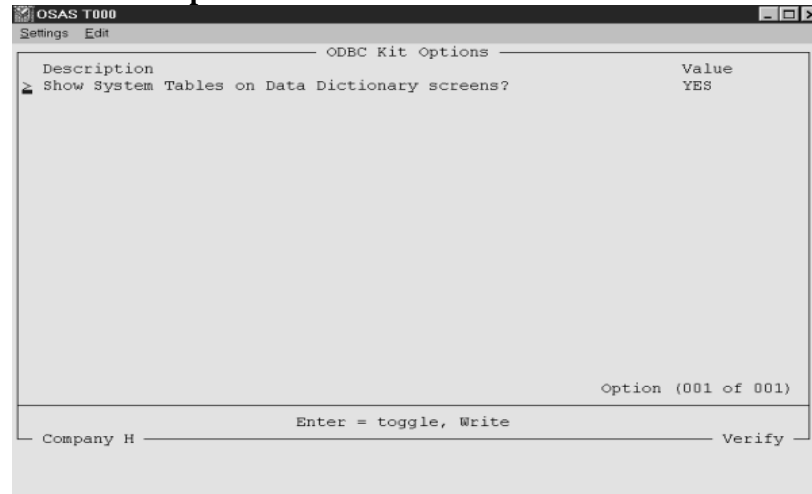 OSAS T000
Settings Edit
ODBC Kit Options
Description Value
> Show System Tables on Data Dictionary screens? YES
Option (001 of 001)
Enter = toggle, Write
Company H Verify